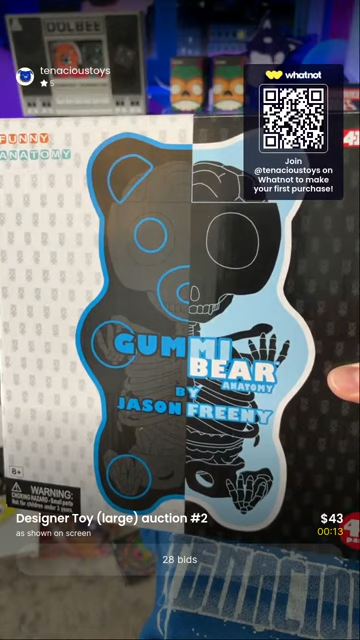 DOLBEE
tenacioustoys
★5
whatnot
Join
@tenacioustoys on
Whatnot to make
your first purchase!
FUNNY
ANATOMY
GUMMI
BEAR
ANATOMY
BY
JASON FREENY
8+
WARNING:
CHOKING HAZARD - Small parts
Not for children under 3 years
Designer Toy (large) auction #2
$43
as shown on screen
00:13
28 bids